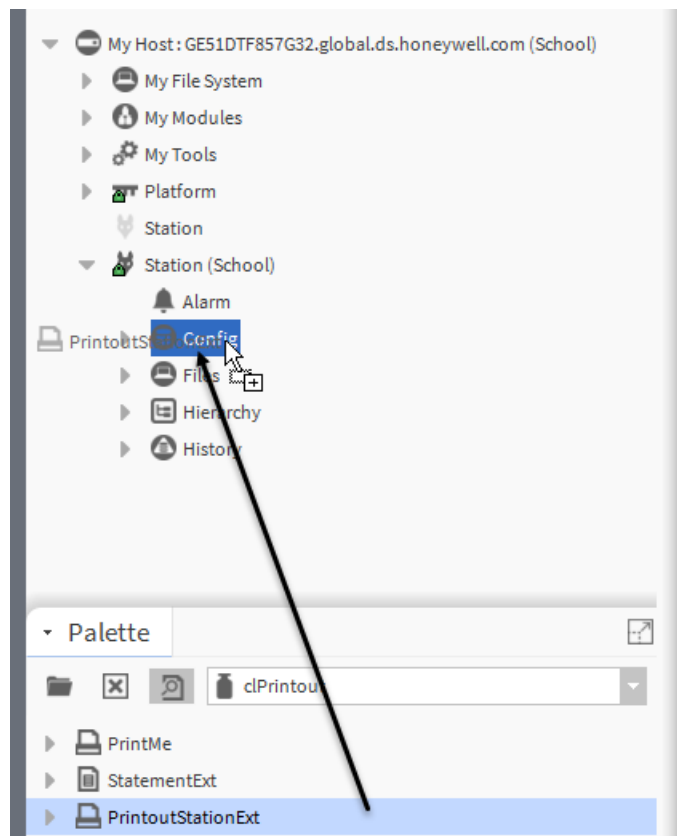 My Host : GE51DTF857G32.global.ds.honeywell.com (School)
My File System
My Modules
My Tools
Platform
Station
Station (School)
Alarm
Config
Files
Hierarchy
History
Palette
clPrintout
PrintMe
StatementExt
PrintoutStationExt